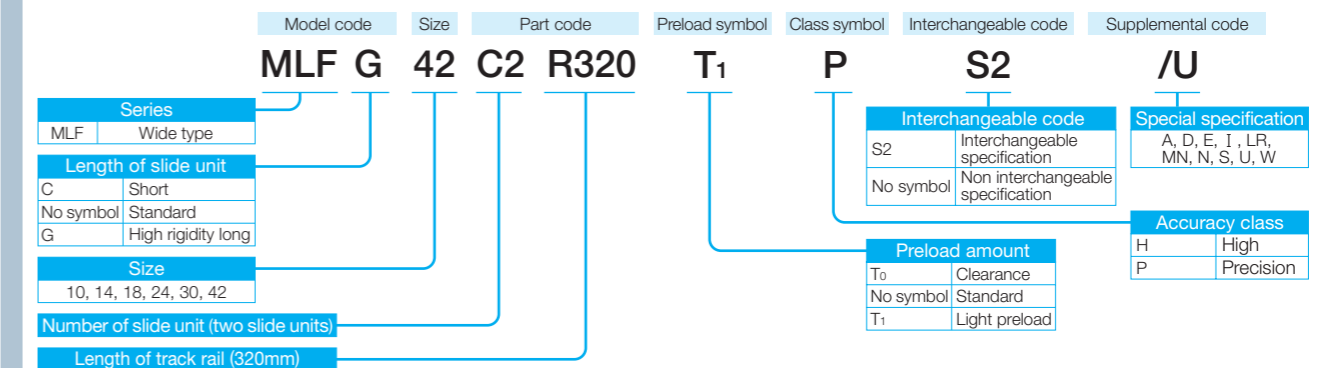 Model code Size Part code Preload symbol Class symbol Interchangeable code Supplemental code
MLF G 42 C2 R320 T1 P S2 /U
Series
MLF Wide type
Length of slide unit
C Short
No symbol Standard
G High rigidity long
Size
10, 14, 18, 24, 30, 42
Number of slide unit (two slide units)
Length of track rail (320mm)
Preload amount
T0 Clearance
No symbol Standard
T1 Light preload
Interchangeable code
S2 Interchangeable
specification
No symbol Non interchangeable
specification
Special specification
A, D, E, I, LR,
MN, N, S, U, W
Accuracy class
H High
P Precision